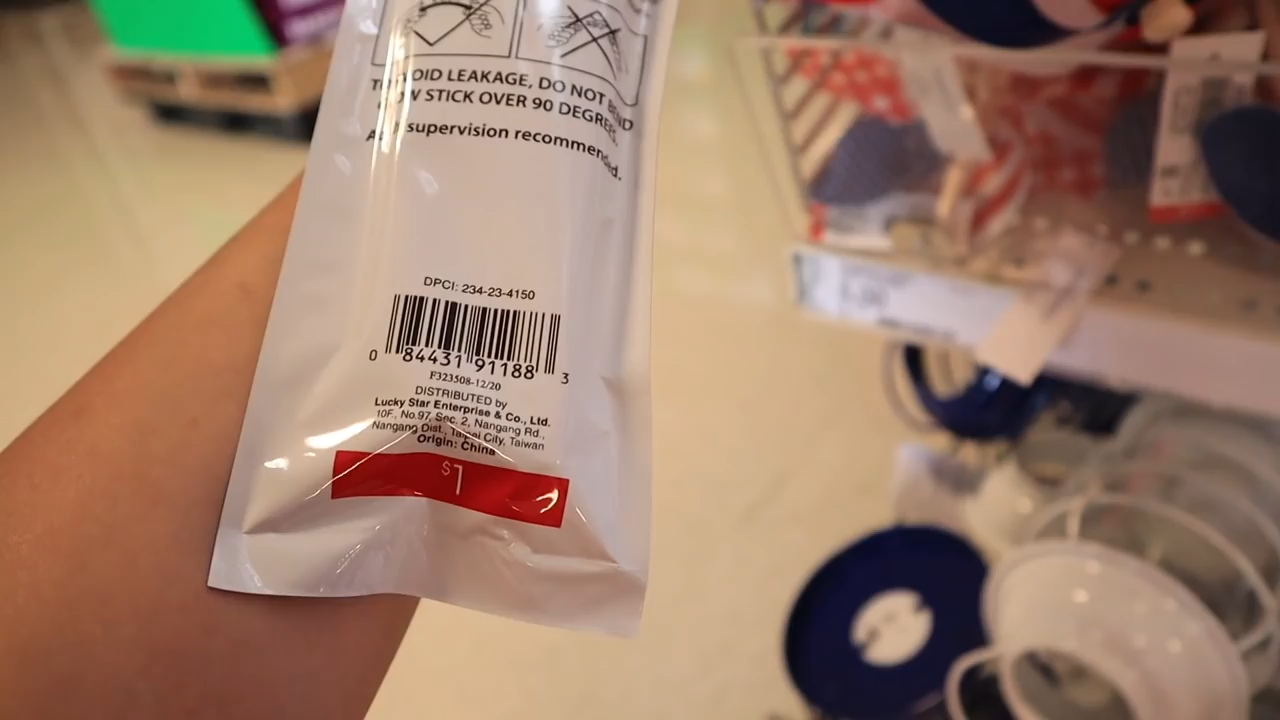 TO AVOID LEAKAGE, DO NOT BEND
GLOW STICK OVER 90 DEGREES.
Adult supervision recommended.
DPCI: 234-23-4150
0 84431 91188 3
F323508-12/20
DISTRIBUTED by
Lucky Star Enterprise & Co., Ltd.
10F., No.97, Sec. 2, Nangang Rd.,
Nangang Dist., Taipei City, Taiwan
Origin: China
$1